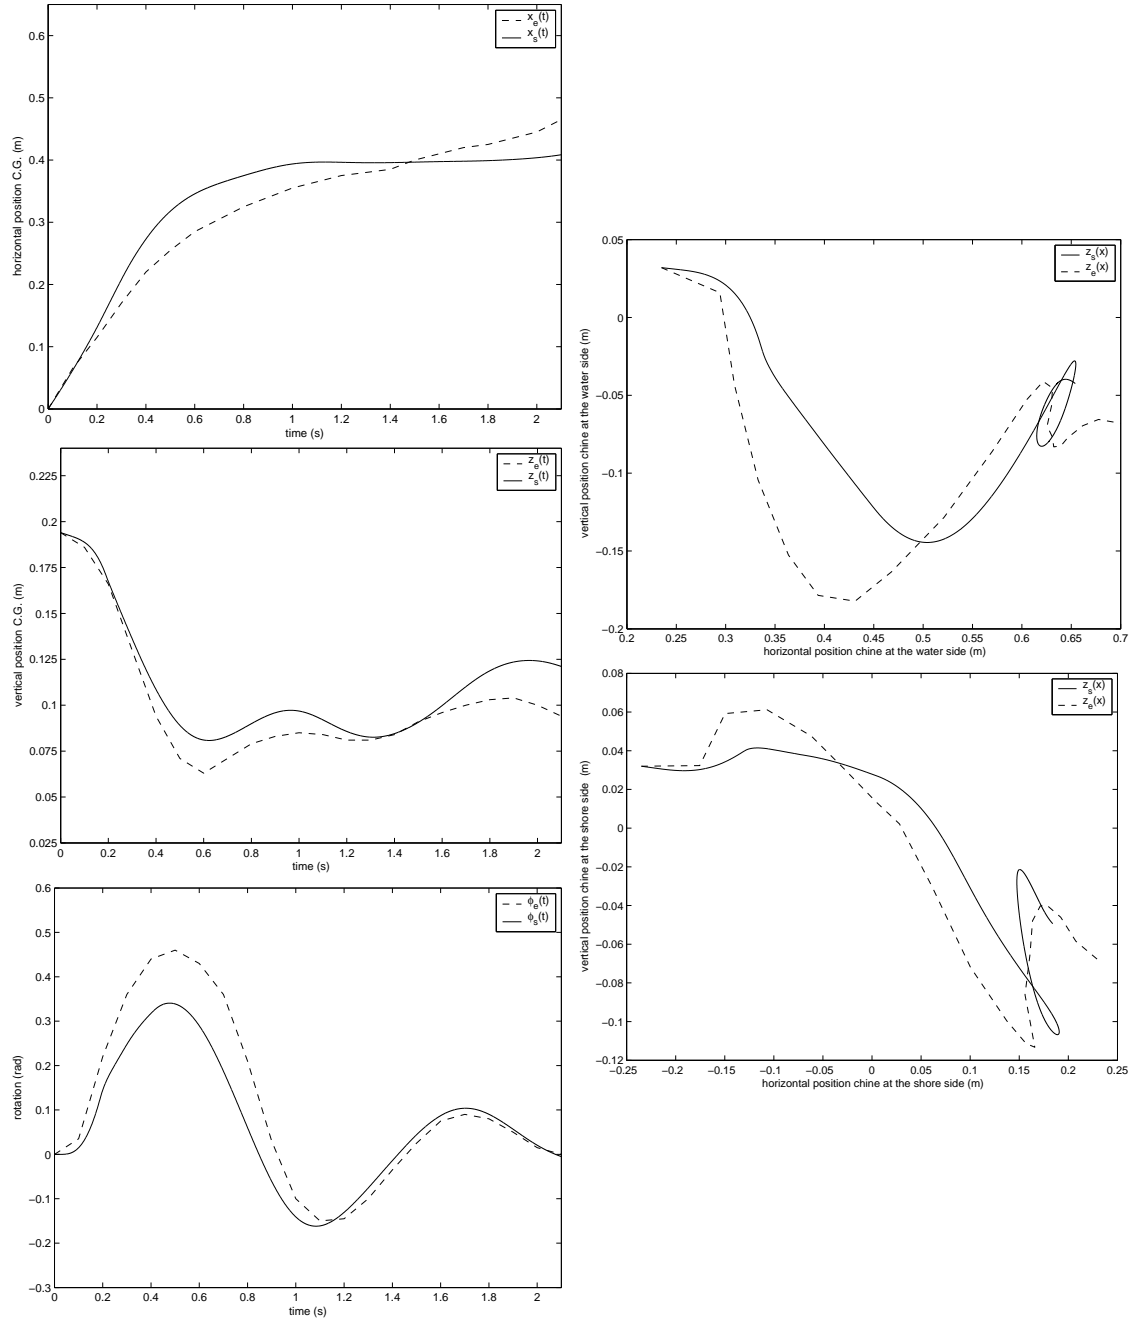 x_e(t)
x_s(t)
0.6
0.5
0.4
0.3
0.2
0.1
0
0 0.2 0.4 0.6 0.8 1 1.2 1.4 1.6 1.8 2
horizontal position C.G. (m)
time (s)
z_e(t)
z_s(t)
0.225
0.2
0.175
0.15
0.125
0.1
0.075
0.05
0.025
0 0.2 0.4 0.6 0.8 1 1.2 1.4 1.6 1.8 2
vertical position C.G. (m)
time (s)
ϕ_e(t)
ϕ_s(t)
0.6
0.5
0.4
0.3
0.2
0.1
0
−0.1
−0.2
−0.3
0 0.2 0.4 0.6 0.8 1 1.2 1.4 1.6 1.8 2
rotation (rad)
time (s)
z_s(x)
z_e(x)
0.05
0
−0.05
−0.1
−0.15
−0.2
0.2 0.25 0.3 0.35 0.4 0.45 0.5 0.55 0.6 0.65 0.7
vertical position chine at the water side (m)
horizontal position chine at the water side (m)
z_s(x)
z_e(x)
0.08
0.06
0.04
0.02
0
−0.02
−0.04
−0.06
−0.08
−0.1
−0.12
−0.25 −0.2 −0.15 −0.1 −0.05 0 0.05 0.1 0.15 0.2 0.25
vertical position chine at the shore side (m)
horizontal position chine at the shore side (m)